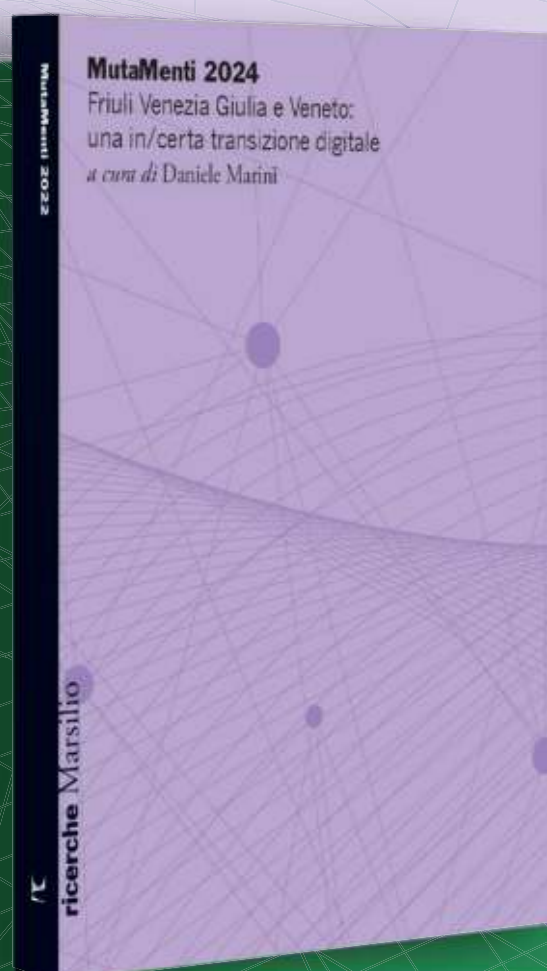 MutaMenti 2024
Friuli Venezia Giulia e Veneto:
una in/certa transizione digitale
a cura di Daniele Marini
MutaMenti 2022
ricerche Marsilio